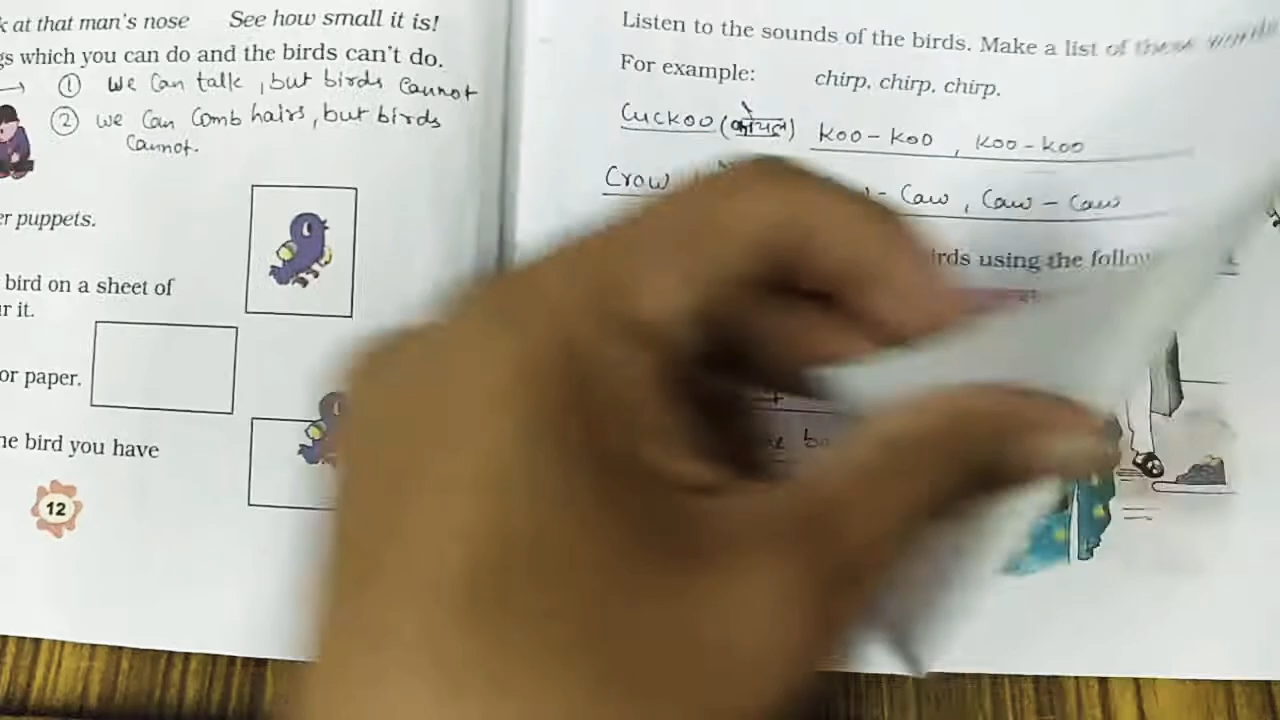 k at that man's nose See how small it is!
gs which you can do and the birds can't do.
→ ① we can talk, but birds cannot
② we can comb hairs, but birds
cannot.
er puppets.
bird on a sheet of
r it.
or paper.
he bird you have
12
Listen to the sounds of the birds. Make a list of these words
For example: chirp, chirp, chirp.
Cuckoo (कोयल) koo-koo, koo-koo
Crow - Caw, Caw-Caw
irds using the follow